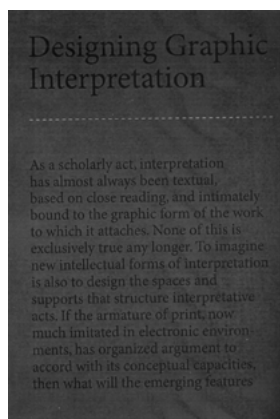 Designing Graphic
Interpretation
As a scholarly act, interpretation
has almost always been textual,
based on close reading, and intimately
bound to the graphic form of the work
to which it attaches. None of this is
exclusively true any longer. To imagine
new intellectual forms of interpretation
is also to design the spaces and
supports that structure interpretative
acts. If the armature of print, now
much imitated in electronic environ-
ments, has organized argument to
accord with its conceptual capacities,
then what will the emerging features